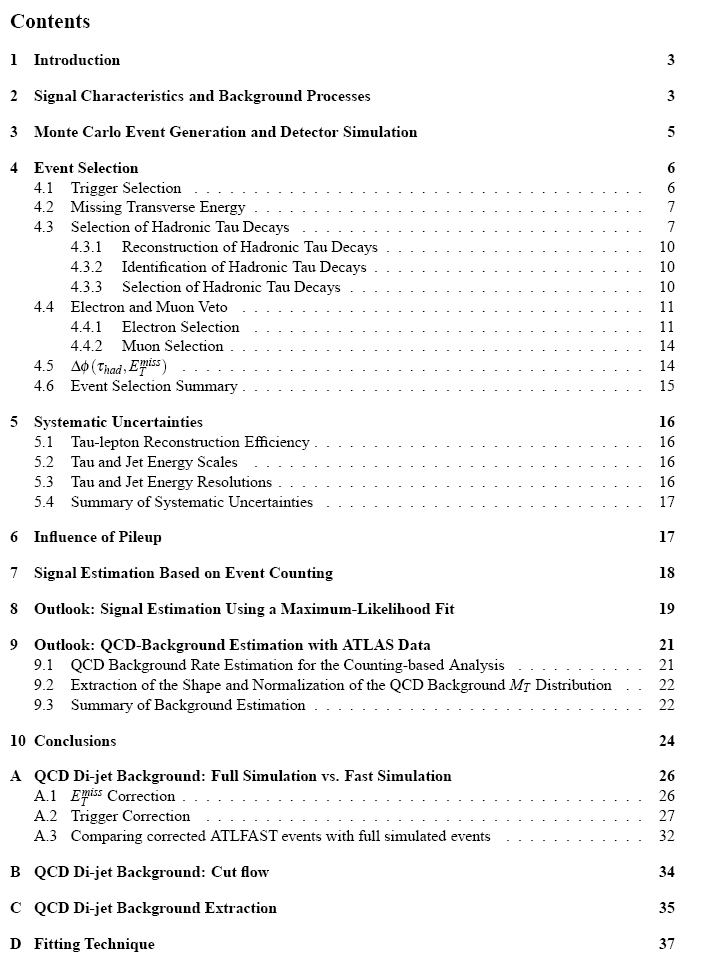 Contents
1 Introduction 3
2 Signal Characteristics and Background Processes 3
3 Monte Carlo Event Generation and Detector Simulation 5
4 Event Selection 6
4.1 Trigger Selection . . . . . . . . . . . . . . . . . . . . . . . . . . . . . . . . . . . . . . 6
4.2 Missing Transverse Energy . . . . . . . . . . . . . . . . . . . . . . . . . . . . . . . . . 7
4.3 Selection of Hadronic Tau Decays . . . . . . . . . . . . . . . . . . . . . . . . . . . . . 7
4.3.1 Reconstruction of Hadronic Tau Decays . . . . . . . . . . . . . . . . . . . . . . 10
4.3.2 Identification of Hadronic Tau Decays . . . . . . . . . . . . . . . . . . . . . . . 10
4.3.3 Selection of Hadronic Tau Decays . . . . . . . . . . . . . . . . . . . . . . . . . 10
4.4 Electron and Muon Veto . . . . . . . . . . . . . . . . . . . . . . . . . . . . . . . . . . 11
4.4.1 Electron Selection . . . . . . . . . . . . . . . . . . . . . . . . . . . . . . . . . 11
4.4.2 Muon Selection . . . . . . . . . . . . . . . . . . . . . . . . . . . . . . . . . . . 14
4.5 Δϕ(τ_had, E_T^miss) . . . . . . . . . . . . . . . . . . . . . . . . . . . . . . . . . . . . . . . 14
4.6 Event Selection Summary . . . . . . . . . . . . . . . . . . . . . . . . . . . . . . . . . . 15
5 Systematic Uncertainties 16
5.1 Tau-lepton Reconstruction Efficiency . . . . . . . . . . . . . . . . . . . . . . . . . . . . 16
5.2 Tau and Jet Energy Scales . . . . . . . . . . . . . . . . . . . . . . . . . . . . . . . . . 16
5.3 Tau and Jet Energy Resolutions . . . . . . . . . . . . . . . . . . . . . . . . . . . . . . . 16
5.4 Summary of Systematic Uncertainties . . . . . . . . . . . . . . . . . . . . . . . . . . . 17
6 Influence of Pileup 17
7 Signal Estimation Based on Event Counting 18
8 Outlook: Signal Estimation Using a Maximum-Likelihood Fit 19
9 Outlook: QCD-Background Estimation with ATLAS Data 21
9.1 QCD Background Rate Estimation for the Counting-based Analysis . . . . . . . . . . . 21
9.2 Extraction of the Shape and Normalization of the QCD Background M_T Distribution . . 22
9.3 Summary of Background Estimation . . . . . . . . . . . . . . . . . . . . . . . . . . . . 22
10 Conclusions 24
A QCD Di-jet Background: Full Simulation vs. Fast Simulation 26
A.1 E_T^miss Correction . . . . . . . . . . . . . . . . . . . . . . . . . . . . . . . . . . . . . . . 26
A.2 Trigger Correction . . . . . . . . . . . . . . . . . . . . . . . . . . . . . . . . . . . . . 27
A.3 Comparing corrected ATLFAST events with full simulated events . . . . . . . . . . . . 32
B QCD Di-jet Background: Cut flow 34
C QCD Di-jet Background Extraction 35
D Fitting Technique 37